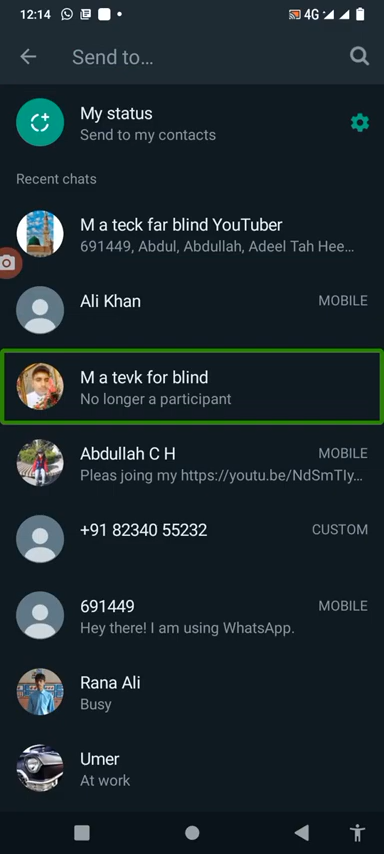 12:14
4G
Send to...
My status
Send to my contacts
Recent chats
M a teck far blind YouTuber
691449, Abdul, Abdullah, Adeel Tah Hee...
Ali Khan
MOBILE
M a tevk for blind
No longer a participant
Abdullah C H
MOBILE
Pleas joing my https://youtu.be/NdSmTIy...
+91 82340 55232
CUSTOM
691449
MOBILE
Hey there! I am using WhatsApp.
Rana Ali
Busy
Umer
At work